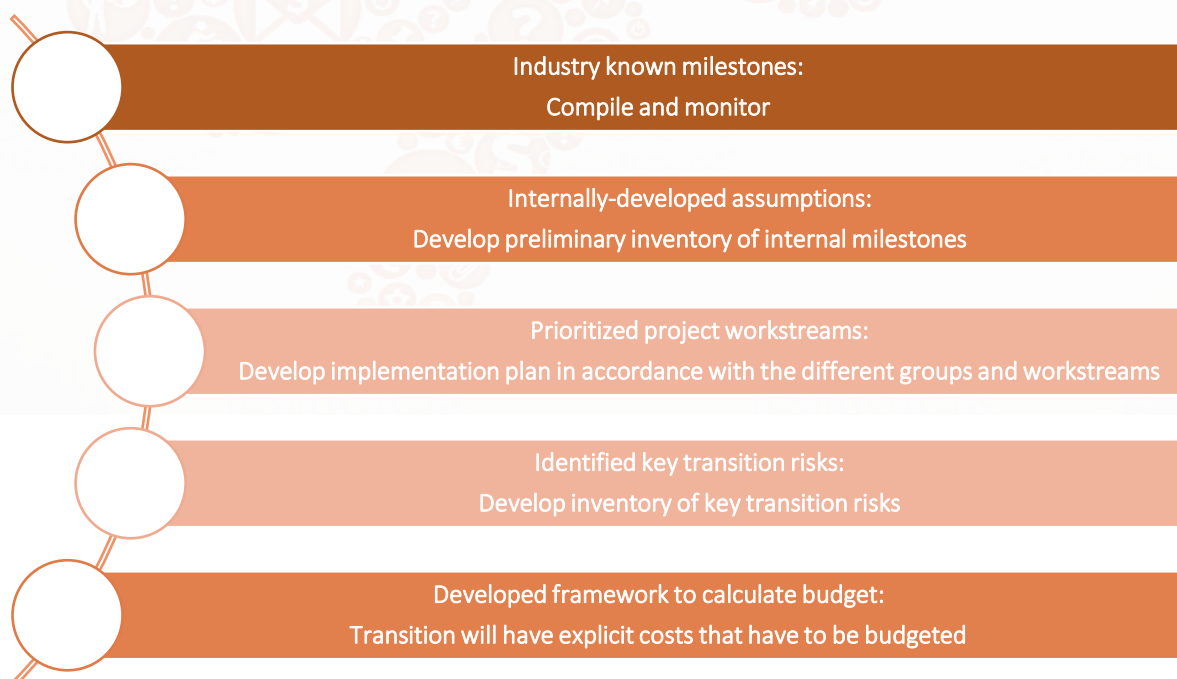 Industry known milestones:
Compile and monitor
Internally-developed assumptions:
Develop preliminary inventory of internal milestones
Prioritized project workstreams:
Develop implementation plan in accordance with the different groups and workstreams
Identified key transition risks:
Develop inventory of key transition risks
Developed framework to calculate budget:
Transition will have explicit costs that have to be budgeted